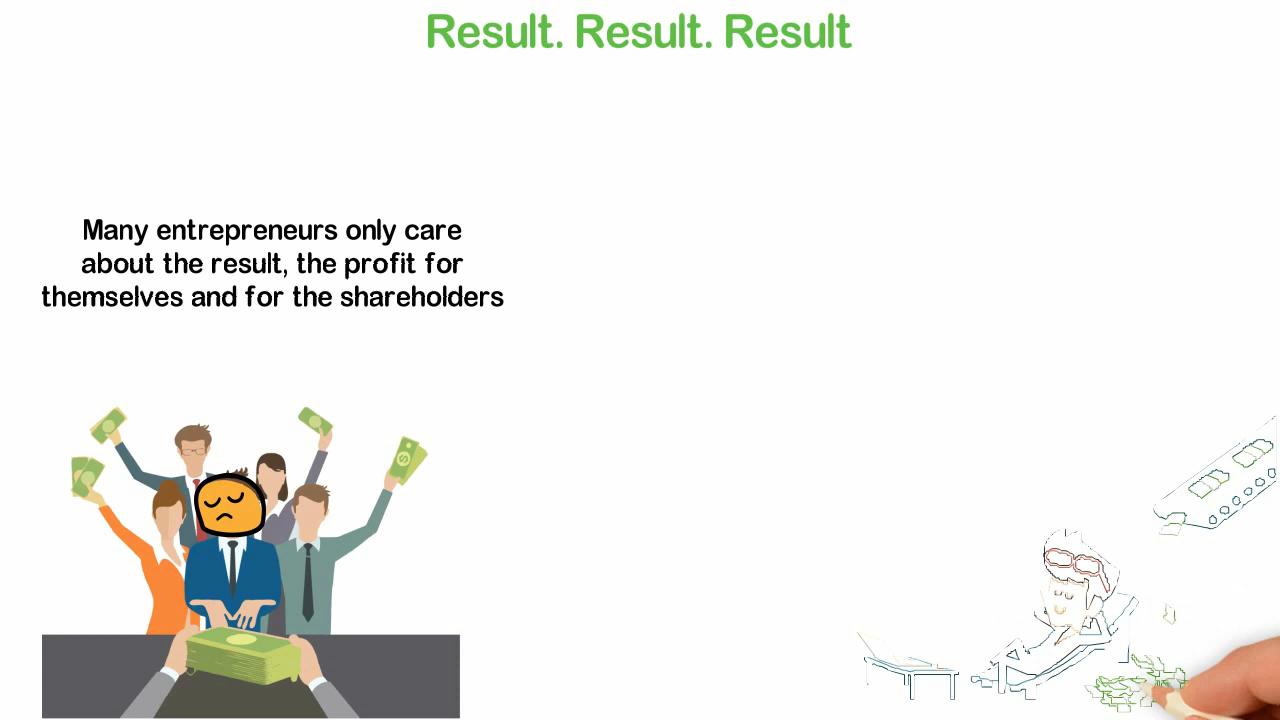 Result. Result. Result
Many entrepreneurs only care
about the result, the profit for
themselves and for the shareholders